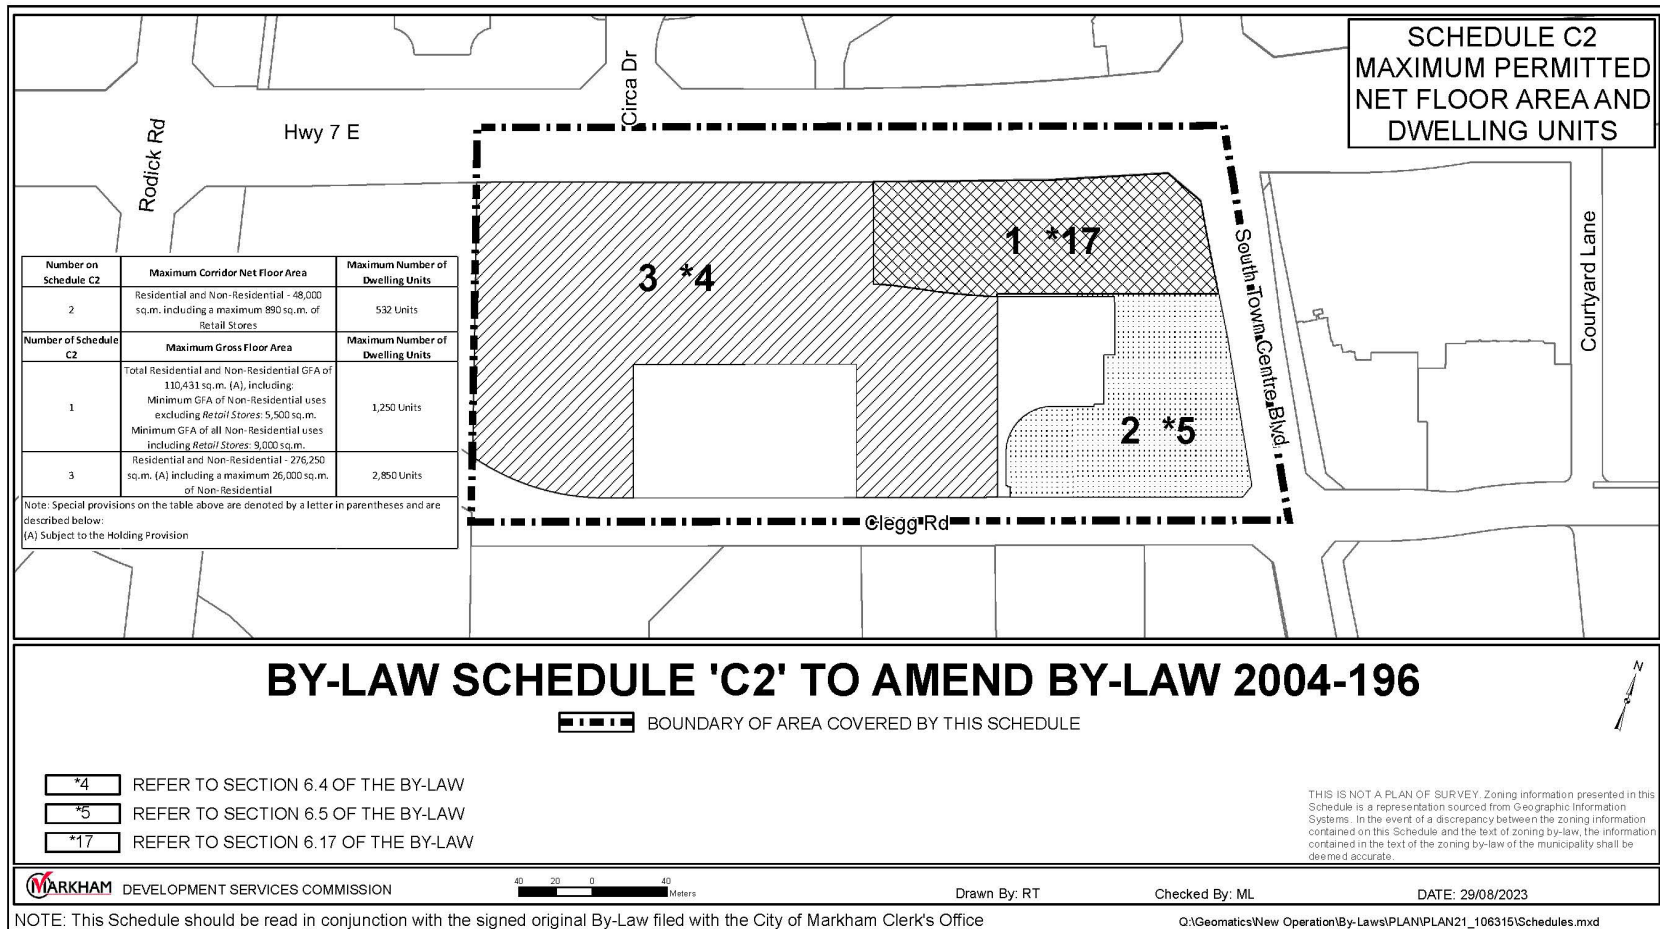 SCHEDULE C2
MAXIMUM PERMITTED
NET FLOOR AREA AND
DWELLING UNITS
Circa Dr
Rodick Rd
Hwy 7 E
South Town Centre Blvd
Courtyard Lane
1 *17
3 *4
2 *5
Clegg Rd
Number on
Schedule C2
Maximum Corridor Net Floor Area
Maximum Number of
Dwelling Units
2
Residential and Non-Residential - 48,000
sq.m. including a maximum 890 sq.m. of
Retail Stores
532 Units
Number of Schedule
C2
Maximum Gross Floor Area
Maximum Number of
Dwelling Units
1
Total Residential and Non-Residential GFA of
110,431 sq.m. (A), including:
Minimum GFA of Non-Residential uses
excluding Retail Stores: 5,500 sq.m.
Minimum GFA of all Non-Residential uses
including Retail Stores: 9,000 sq.m.
1,250 Units
3
Residential and Non-Residential - 276,250
sq.m. (A) including a maximum 26,000 sq.m.
of Non-Residential
2,850 Units
Note: Special provisions on the table above are denoted by a letter in parentheses and are
described below:
(A) Subject to the Holding Provision
BY-LAW SCHEDULE 'C2' TO AMEND BY-LAW 2004-196
BOUNDARY OF AREA COVERED BY THIS SCHEDULE
N
*4 REFER TO SECTION 6.4 OF THE BY-LAW
*5 REFER TO SECTION 6.5 OF THE BY-LAW
*17 REFER TO SECTION 6.17 OF THE BY-LAW
THIS IS NOT A PLAN OF SURVEY. Zoning information presented in this
Schedule is a representation sourced from Geographic Information
Systems. In the event of a discrepancy between the zoning information
contained on this Schedule and the text of zoning by-law, the information
contained in the text of the zoning by-law of the municipality shall be
deemed accurate.
MARKHAM DEVELOPMENT SERVICES COMMISSION
40 20 0 40
Meters
Drawn By: RT
Checked By: ML
DATE: 29/08/2023
NOTE: This Schedule should be read in conjunction with the signed original By-Law filed with the City of Markham Clerk's Office
Q:\Geomatics\New Operation\By-Laws\PLAN\PLAN21_106315\Schedules.mxd